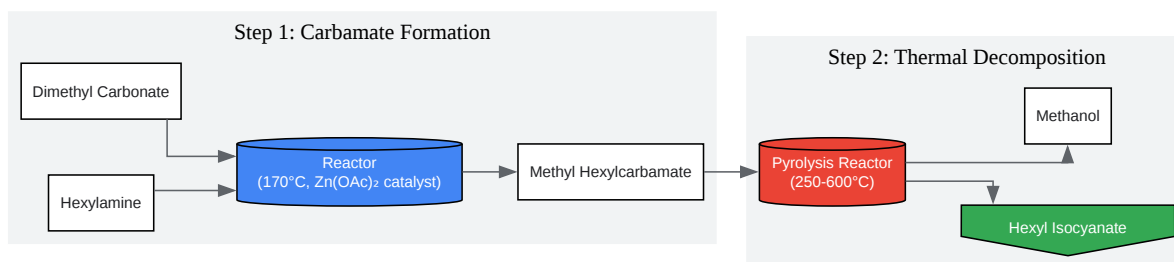 Step 1: Carbamate Formation
Dimethyl Carbonate
Hexylamine
Reactor
(170°C, Zn(OAc)₂ catalyst)
Methyl Hexylcarbamate
Step 2: Thermal Decomposition
Pyrolysis Reactor
(250-600°C)
Methanol
Hexyl Isocyanate